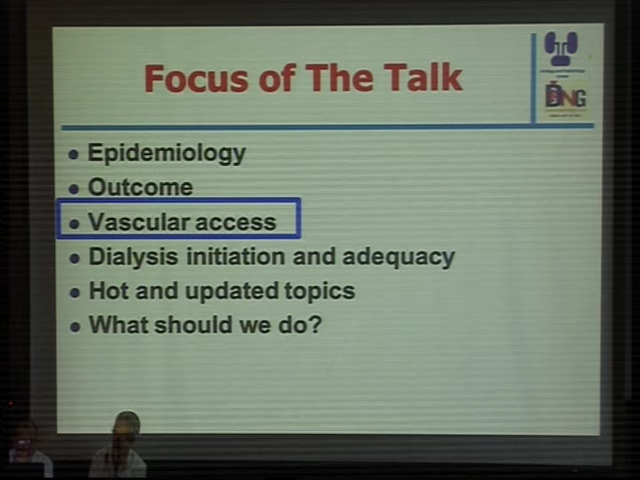 Focus of The Talk
DNG
Epidemiology
Outcome
Vascular access
Dialysis initiation and adequacy
Hot and updated topics
What should we do?